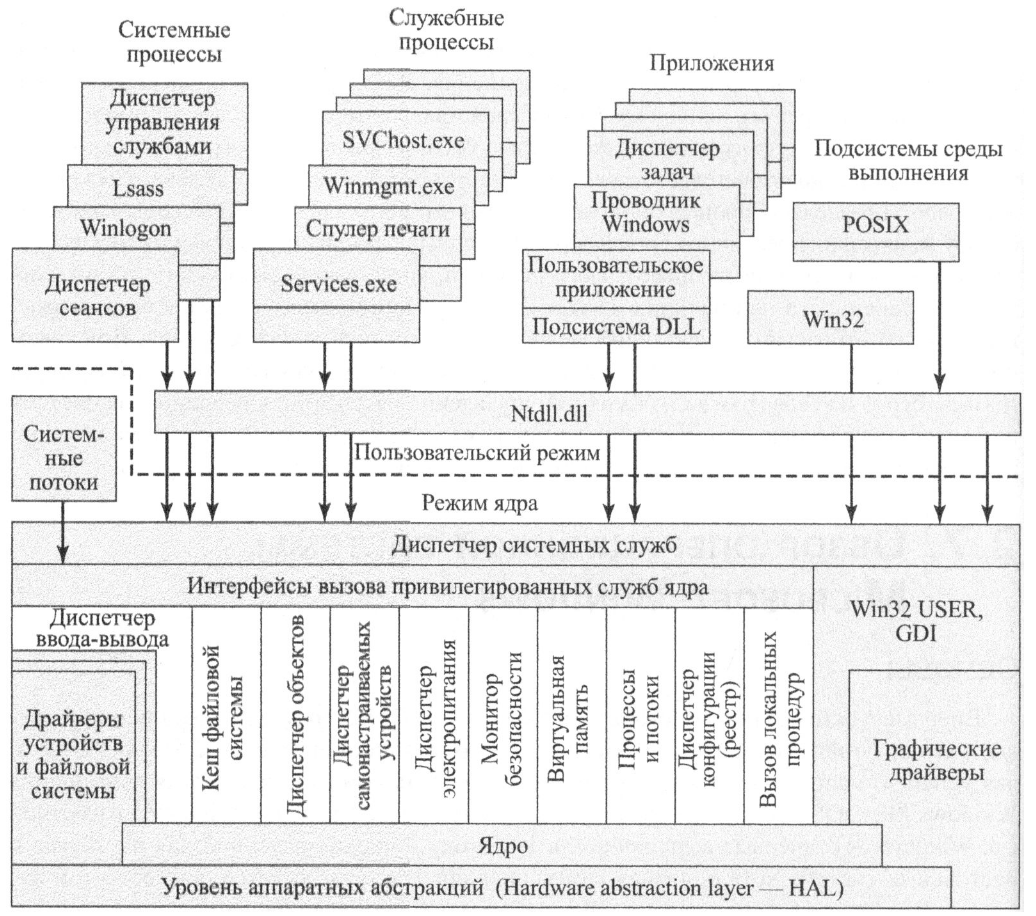 Системные
процессы
Служебные
процессы
Приложения
Подсистемы среды
выполнения
Диспетчер
управления
службами
Lsass
Winlogon
Диспетчер
сеансов
SVChost.exe
Winmgmt.exe
Спулер печати
Services.exe
Диспетчер
задач
Проводник
Windows
Пользовательское
приложение
Подсистема DLL
POSIX
Win32
Ntdll.dll
Систем-
ные
потоки
Пользовательский режим
Режим ядра
Диспетчер системных служб
Интерфейсы вызова привилегированных служб ядра
Диспетчер
ввода-вывода
Драйверы
устройств
и файловой
системы
Кеш файловой
системы
Диспетчер объектов
Диспетчер
самонастраиваемых
устройств
Диспетчер
электропитания
Монитор
безопасности
Виртуальная
память
Процессы
и потоки
Диспетчер
конфигурации
(реестр)
Вызов локальных
процедур
Win32 USER,
GDI
Графические
драйверы
Ядро
Уровень аппаратных абстракций (Hardware abstraction layer — HAL)